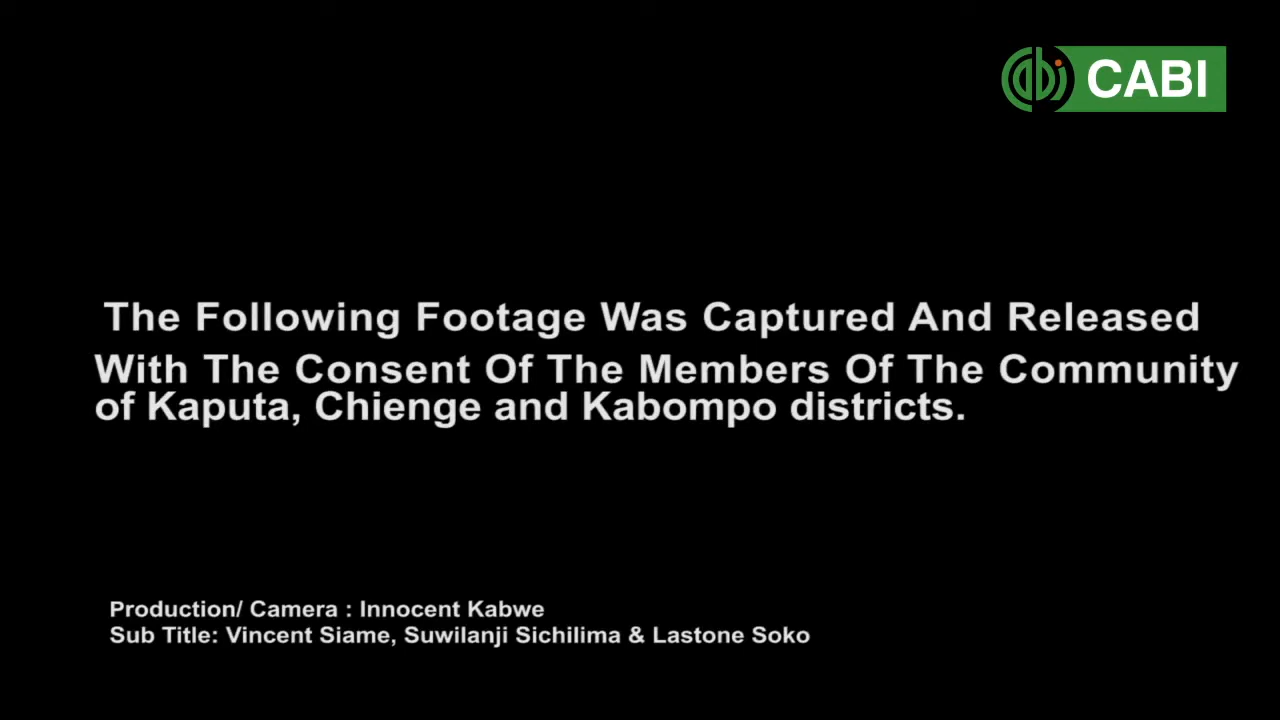 CABI
The Following Footage Was Captured And Released
With The Consent Of The Members Of The Community
of Kaputa, Chienge and Kabompo districts.
Production/ Camera : Innocent Kabwe
Sub Title: Vincent Siame, Suwilanji Sichilima & Lastone Soko